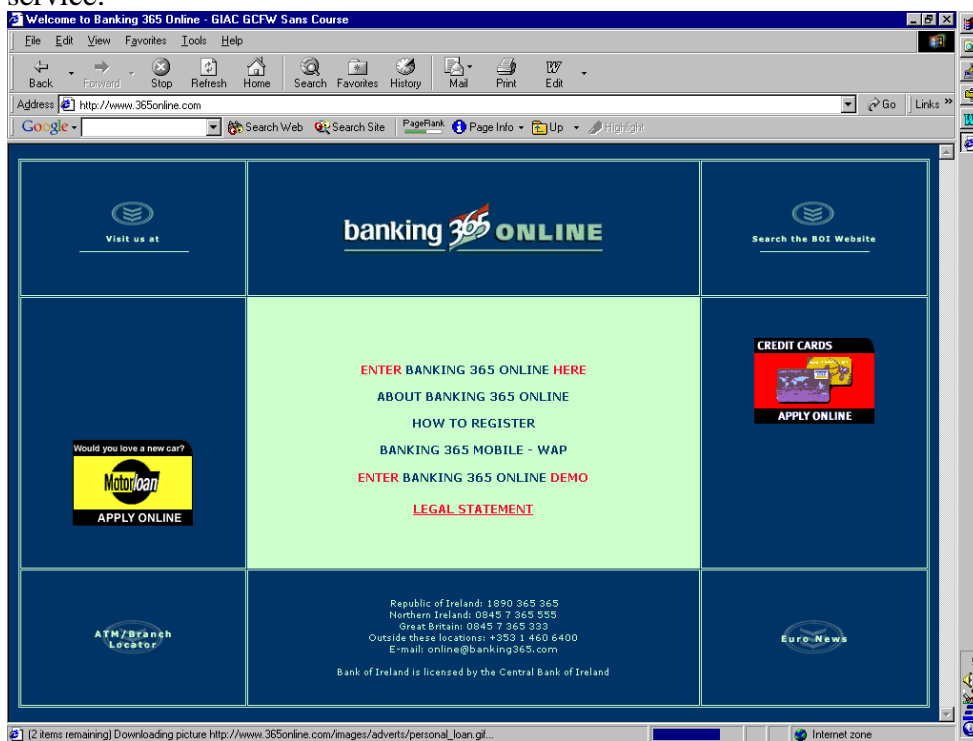 service.
Welcome to Banking 365 Online - GIAC GCFW Sans Course
File Edit View Favorites Tools Help
Back Forward Stop Refresh Home Search Favorites History Mail Print Edit
Address http://www.365online.com Go Links »
Google Search Web Search Site PageRank Page Info Up Highlight
Visit us at
banking 365 ONLINE
Search the BOI Website
ENTER BANKING 365 ONLINE HERE
ABOUT BANKING 365 ONLINE
HOW TO REGISTER
BANKING 365 MOBILE - WAP
ENTER BANKING 365 ONLINE DEMO
LEGAL STATEMENT
CREDIT CARDS
APPLY ONLINE
Would you love a new car?
Motorloan
APPLY ONLINE
ATM/Branch
Locator
Republic of Ireland: 1890 365 365
Northern Ireland: 0845 7 365 555
Great Britain: 0845 7 365 333
Outside these locations: +353 1 460 6400
E-mail: online@banking365.com
Bank of Ireland is licensed by the Central Bank of Ireland
Euro News
(2 items remaining) Downloading picture http://www.365online.com/images/adverts/personal_loan.gif... Internet zone